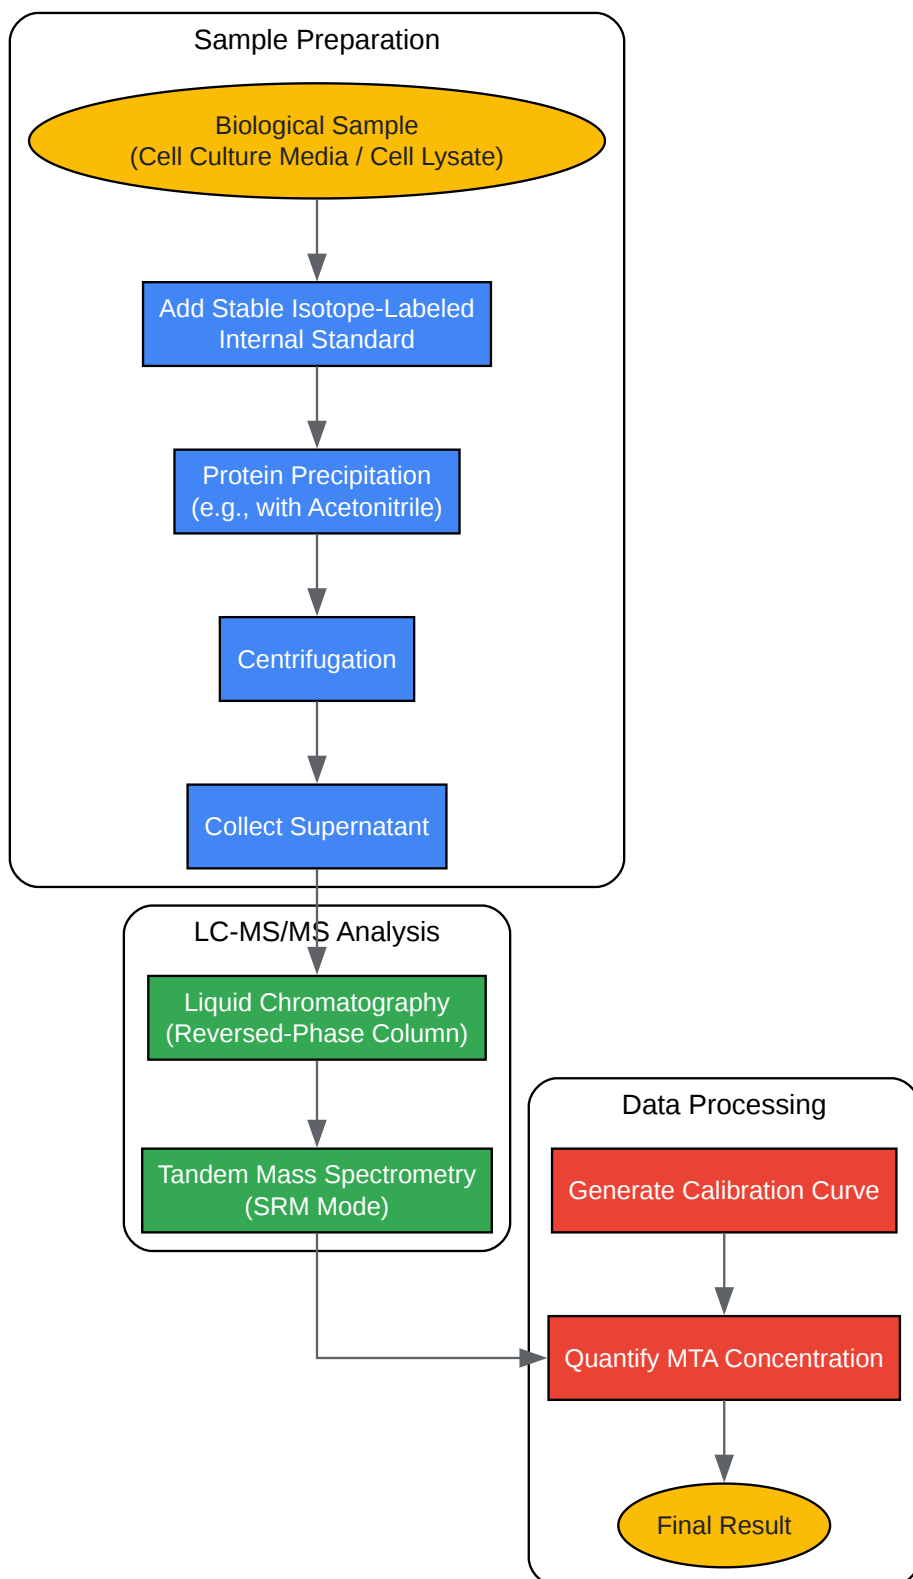 Sample Preparation
Biological Sample
(Cell Culture Media / Cell Lysate)
Add Stable Isotope-Labeled
Internal Standard
Protein Precipitation
(e.g., with Acetonitrile)
Centrifugation
Collect Supernatant
LC-MS/MS Analysis
Liquid Chromatography
(Reversed-Phase Column)
Tandem Mass Spectrometry
(SRM Mode)
Data Processing
Generate Calibration Curve
Quantify MTA Concentration
Final Result